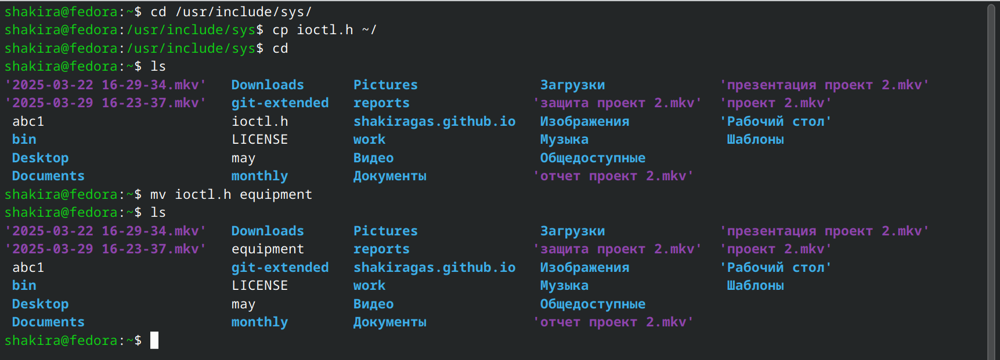 shakira@fedora:~$ cd /usr/include/sys/
shakira@fedora:/usr/include/sys$ cp ioctl.h ~/
shakira@fedora:/usr/include/sys$ cd
shakira@fedora:~$ ls
'2025-03-22 16-29-34.mkv' Downloads Pictures Загрузки 'презентация проект 2.mkv'
'2025-03-29 16-23-37.mkv' git-extended reports 'защита проект 2.mkv' 'проект 2.mkv'
abc1 ioctl.h shakiragas.github.io Изображения 'Рабочий стол'
bin LICENSE work Музыка Шаблоны
Desktop may Видео Общедоступные
Documents monthly Документы 'отчет проект 2.mkv'
shakira@fedora:~$ mv ioctl.h equipment
shakira@fedora:~$ ls
'2025-03-22 16-29-34.mkv' Downloads Pictures Загрузки 'презентация проект 2.mkv'
'2025-03-29 16-23-37.mkv' equipment reports 'защита проект 2.mkv' 'проект 2.mkv'
abc1 git-extended shakiragas.github.io Изображения 'Рабочий стол'
bin LICENSE work Музыка Шаблоны
Desktop may Видео Общедоступные
Documents monthly Документы 'отчет проект 2.mkv'
shakira@fedora:~$